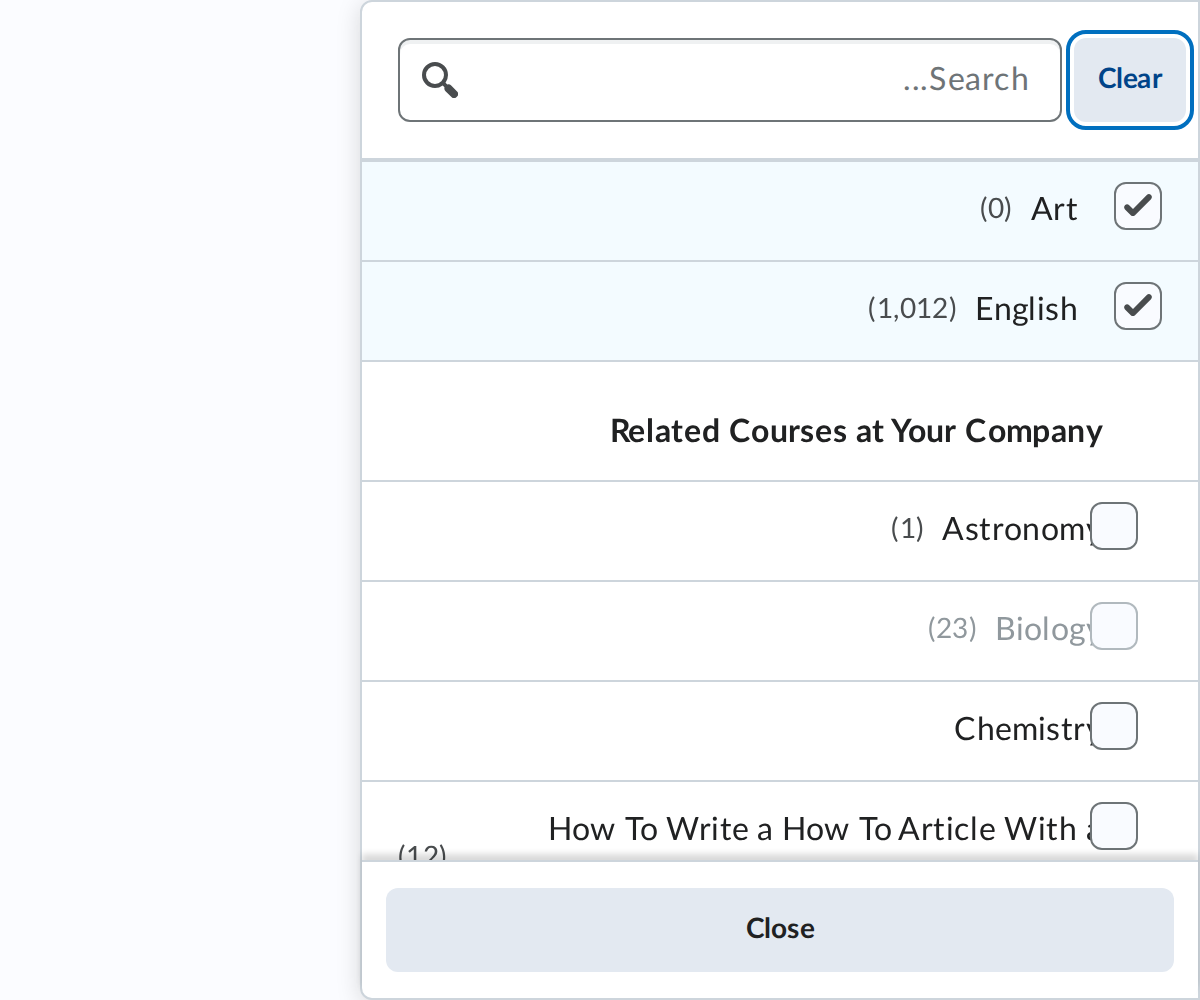 ...Search
Clear
(0) Art
(1,012) English
Related Courses at Your Company
(1) Astronomy
(23) Biology
Chemistry
How To Write a How To Article With
(12)
Close